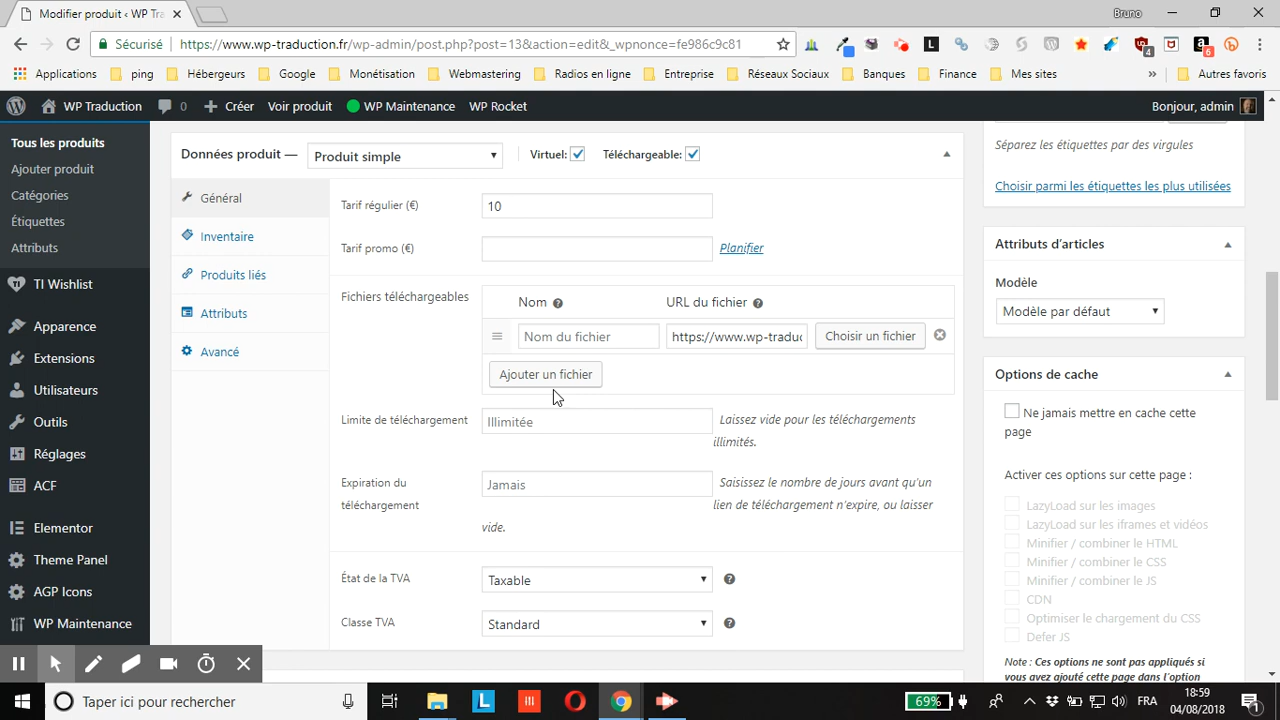 Modifier produit ‹ WP Tra
Bruno
Sécurisé
https://www.wp-traduction.fr/wp-admin/post.php?post=13&action=edit&_wpnonce=fe986c9c81
Applications
ping
Hébergeurs
Google
Monétisation
Webmastering
Radios en ligne
Entreprise
Réseaux Sociaux
Banques
Finance
Mes sites
»
Autres favoris
WP Traduction
0
Créer
Voir produit
WP Maintenance
WP Rocket
Bonjour, admin
Tous les produits
Ajouter produit
Catégories
Étiquettes
Attributs
TI Wishlist
Apparence
Extensions
Utilisateurs
Outils
Réglages
ACF
Elementor
Theme Panel
AGP Icons
WP Maintenance
Données produit —
Produit simple
Virtuel:
Téléchargeable:
Général
Inventaire
Produits liés
Attributs
Avancé
Tarif régulier (€)
10
Tarif promo (€)
Planifier
Fichiers téléchargeables
Nom
URL du fichier
Nom du fichier
https://www.wp-traduc
Choisir un fichier
Ajouter un fichier
Limite de téléchargement
Illimitée
Laissez vide pour les téléchargements
illimités.
Expiration du
téléchargement
Jamais
Saisissez le nombre de jours avant qu'un
lien de téléchargement n'expire, ou laisser
vide.
État de la TVA
Taxable
Classe TVA
Standard
Séparez les étiquettes par des virgules
Choisir parmi les étiquettes les plus utilisées
Attributs d'articles
Modèle
Modèle par défaut
Options de cache
Ne jamais mettre en cache cette
page
Activer ces options sur cette page :
LazyLoad sur les images
LazyLoad sur les iframes et vidéos
Minifier / combiner le HTML
Minifier / combiner le CSS
Minifier / combiner le JS
CDN
Optimiser le chargement du CSS
Defer JS
Note : Ces options ne sont pas appliqués si
vous avez ajouté cette page dans l'option
Taper ici pour rechercher
69%
FRA
18:59
04/08/2018